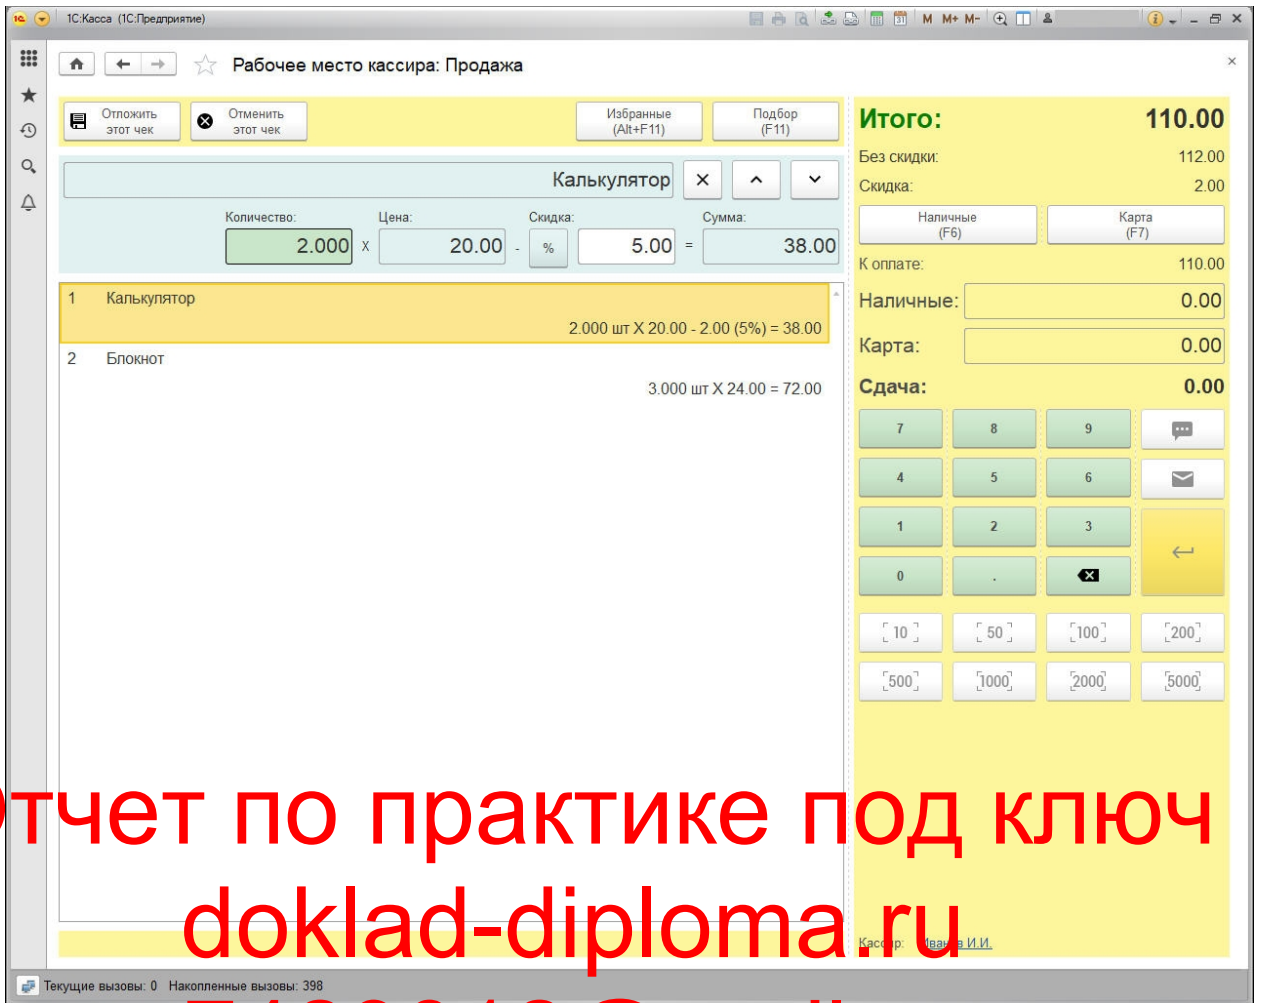 1С:Касса (1С:Предприятие)
M M+ M-
Рабочее место кассира: Продажа
Отложить этот чек
Отменить этот чек
Избранные (Alt+F11)
Подбор (F11)
Калькулятор
Количество: Цена: Скидка: Сумма:
2.000 X 20.00 - % 5.00 = 38.00
1 Калькулятор
2.000 шт X 20.00 - 2.00 (5%) = 38.00
2 Блокнот
3.000 шт X 24.00 = 72.00
Итого: 110.00
Без скидки: 112.00
Скидка: 2.00
Наличные (F6)
Карта (F7)
К оплате: 110.00
Наличные: 0.00
Карта: 0.00
Сдача: 0.00
7 8 9
4 5 6
1 2 3
0 .
10 50 100 200
500 1000 2000 5000
Отчет по практике под ключ
doklad-diploma.ru
Кассир: Иванов И.И.
Текущие вызовы: 0 Накопленные вызовы: 398